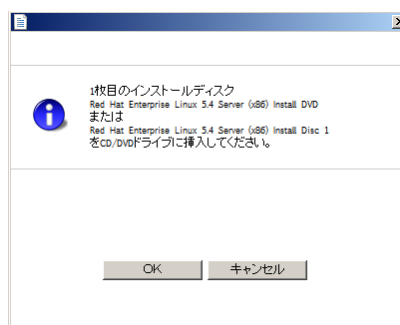 1枚目のインストールディスク
Red Hat Enterprise Linux 5.4 Server (x86) Install DVD
または
Red Hat Enterprise Linux 5.4 Server (x86) Install Disc 1
をCD/DVDドライブに挿入してください。
OK
キャンセル